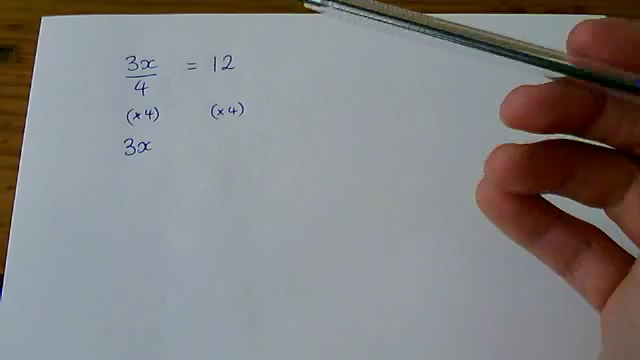 3x/4 = 12
(×4) (×4)
3x